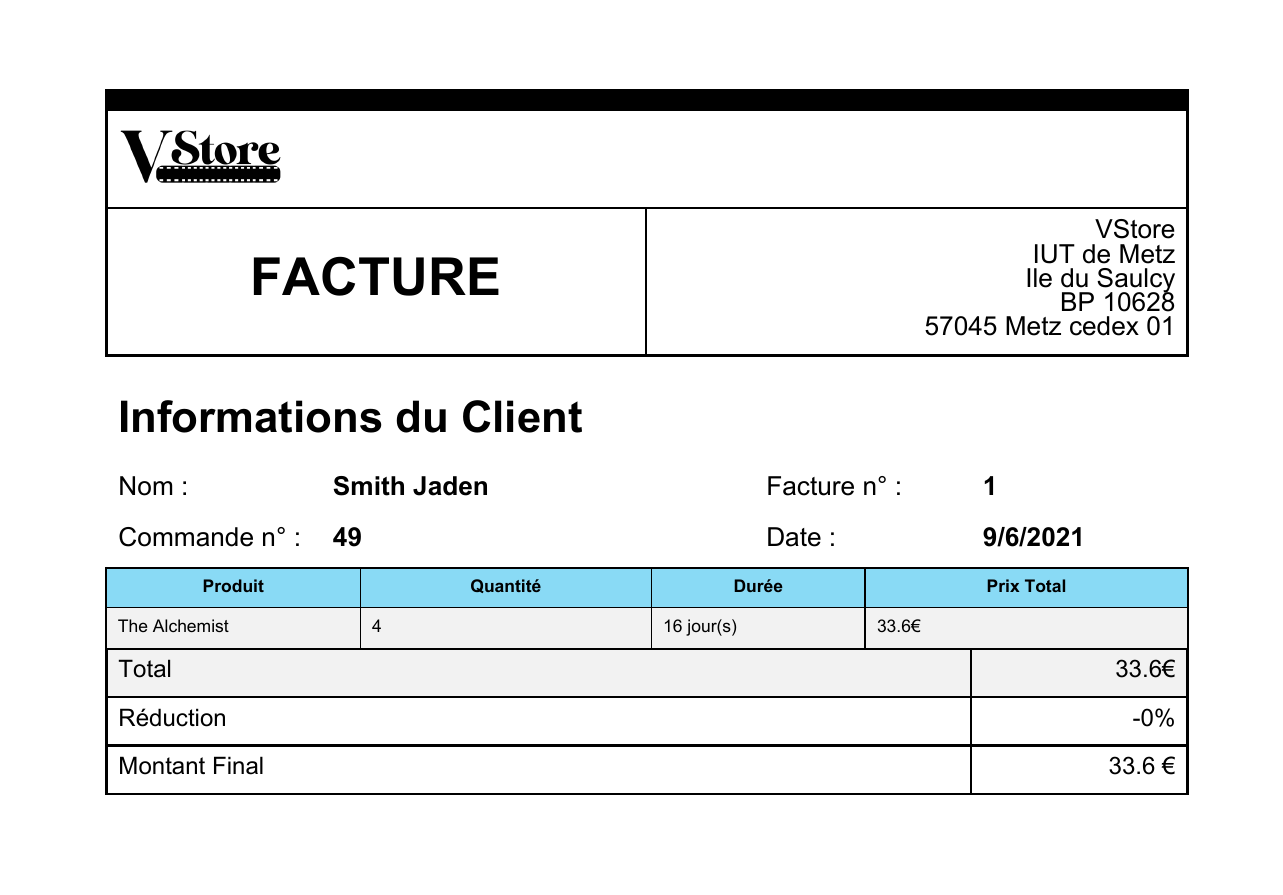 VStore
FACTURE
VStore
IUT de Metz
Ile du Saulcy
BP 10628
57045 Metz cedex 01
Informations du Client
Nom : Smith Jaden Facture n° : 1
Commande n° : 49 Date : 9/6/2021
Produit Quantité Durée Prix Total
The Alchemist 4 16 jour(s) 33.6€
Total 33.6€
Réduction -0%
Montant Final 33.6 €